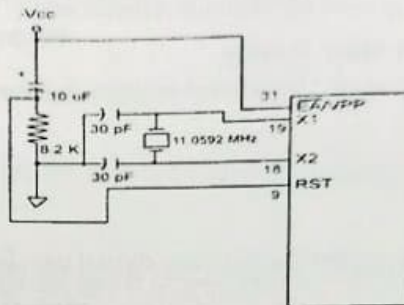 -Vcc
+
10 uF
30 pF
8.2 K
30 pF
11.0592 MHz
31
EA/VPP
19
X1
18
X2
9
RST